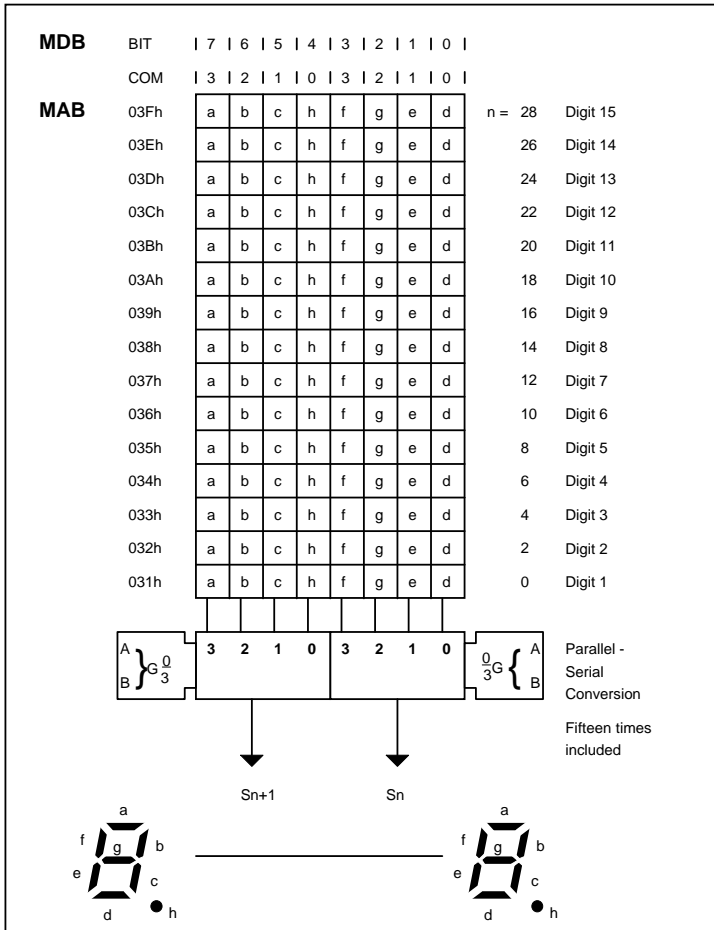 MDB BIT | 7 | 6 | 5 | 4 | 3 | 2 | 1 | 0 |
COM | 3 | 2 | 1 | 0 | 3 | 2 | 1 | 0 |
MAB 03Fh a b c h f g e d n = 28 Digit 15
03Eh a b c h f g e d 26 Digit 14
03Dh a b c h f g e d 24 Digit 13
03Ch a b c h f g e d 22 Digit 12
03Bh a b c h f g e d 20 Digit 11
03Ah a b c h f g e d 18 Digit 10
039h a b c h f g e d 16 Digit 9
038h a b c h f g e d 14 Digit 8
037h a b c h f g e d 12 Digit 7
036h a b c h f g e d 10 Digit 6
035h a b c h f g e d 8 Digit 5
034h a b c h f g e d 6 Digit 4
033h a b c h f g e d 4 Digit 3
032h a b c h f g e d 2 Digit 2
031h a b c h f g e d 0 Digit 1
A B } G 0/3 3 2 1 0 3 2 1 0 0/3 G { A B
Parallel -
Serial
Conversion
Fifteen times
included
Sn+1 Sn
a a
f g b f g b
e c e c
d h d h